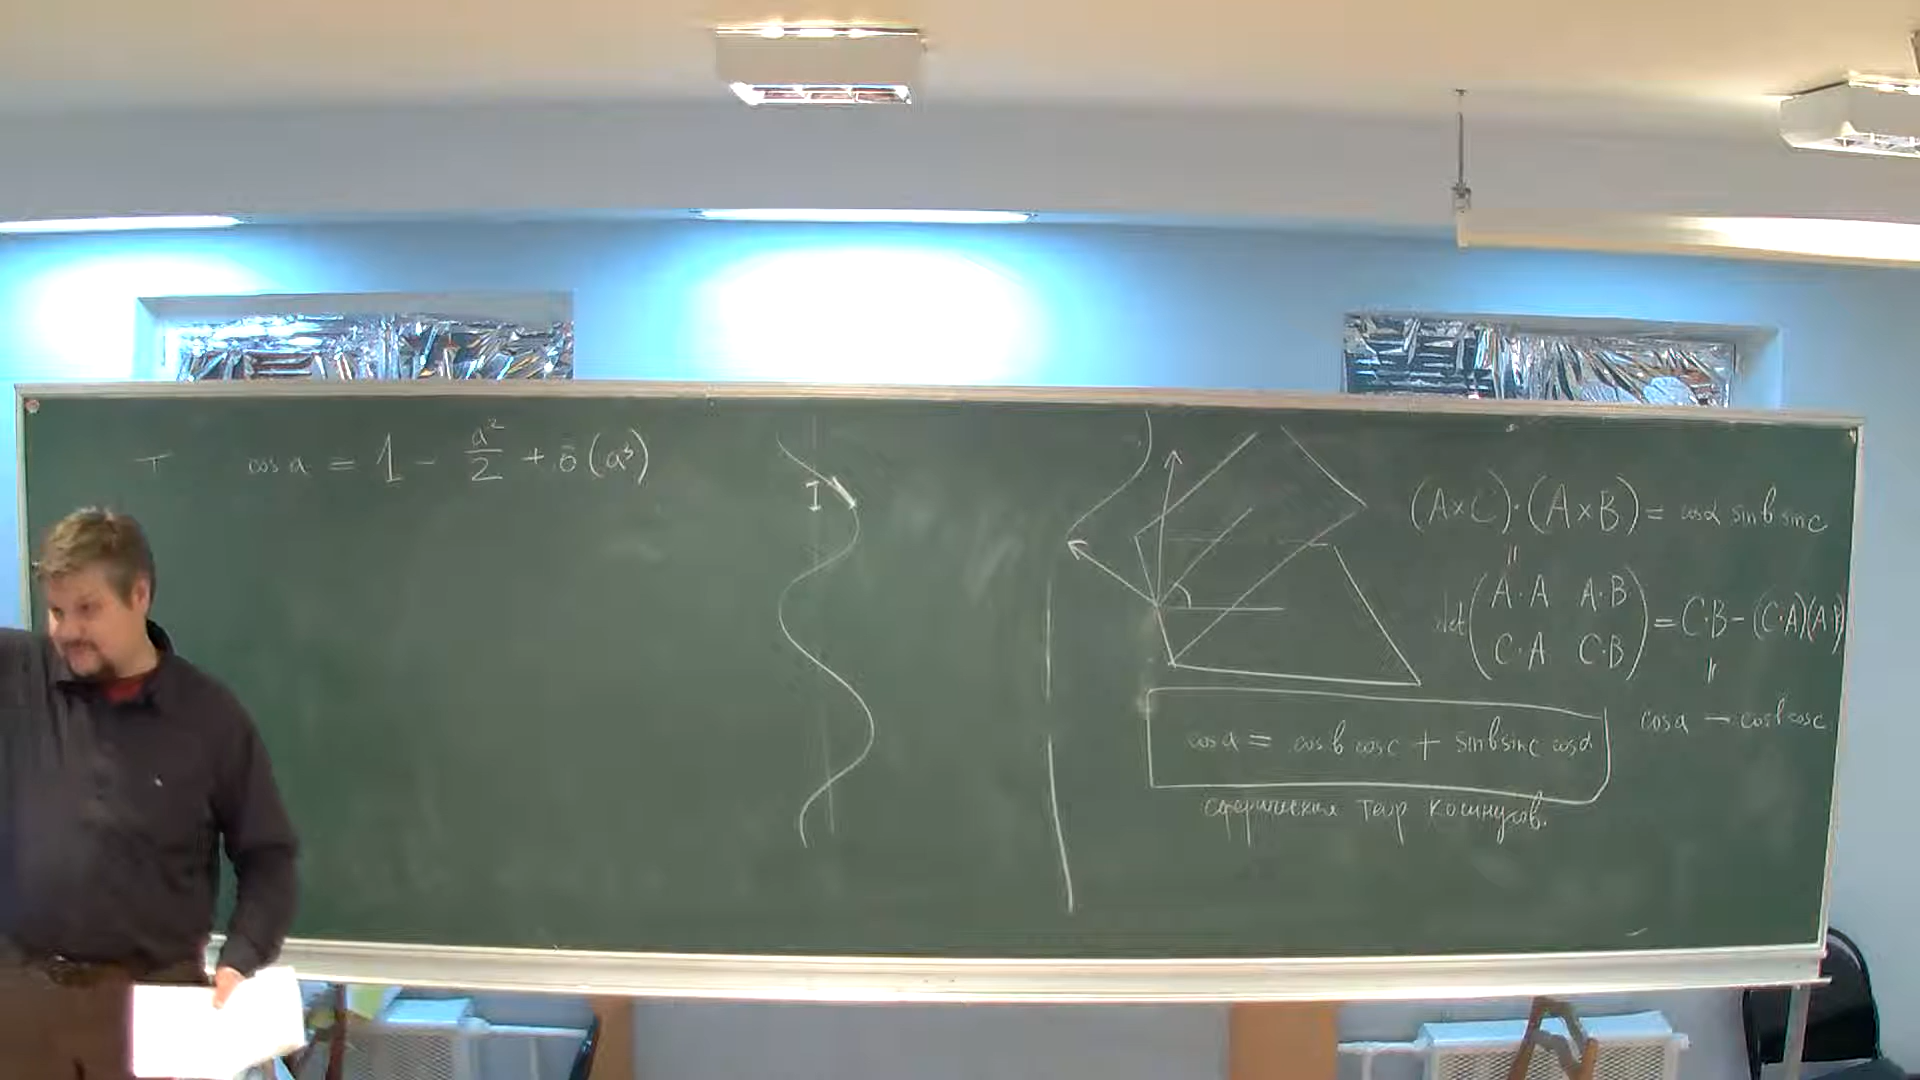 cos a = 1 - a²/2 + ō(a³)
I
(A×C)·(A×B) = cos α sin b sin c
=
det(A·A A·B
C·A C·B) = C·B - (C·A)(A·B)
=
cos a - cos b cos c
cos a = cos b cos c + sin b sin c cos α
сферическая теор косинусов.